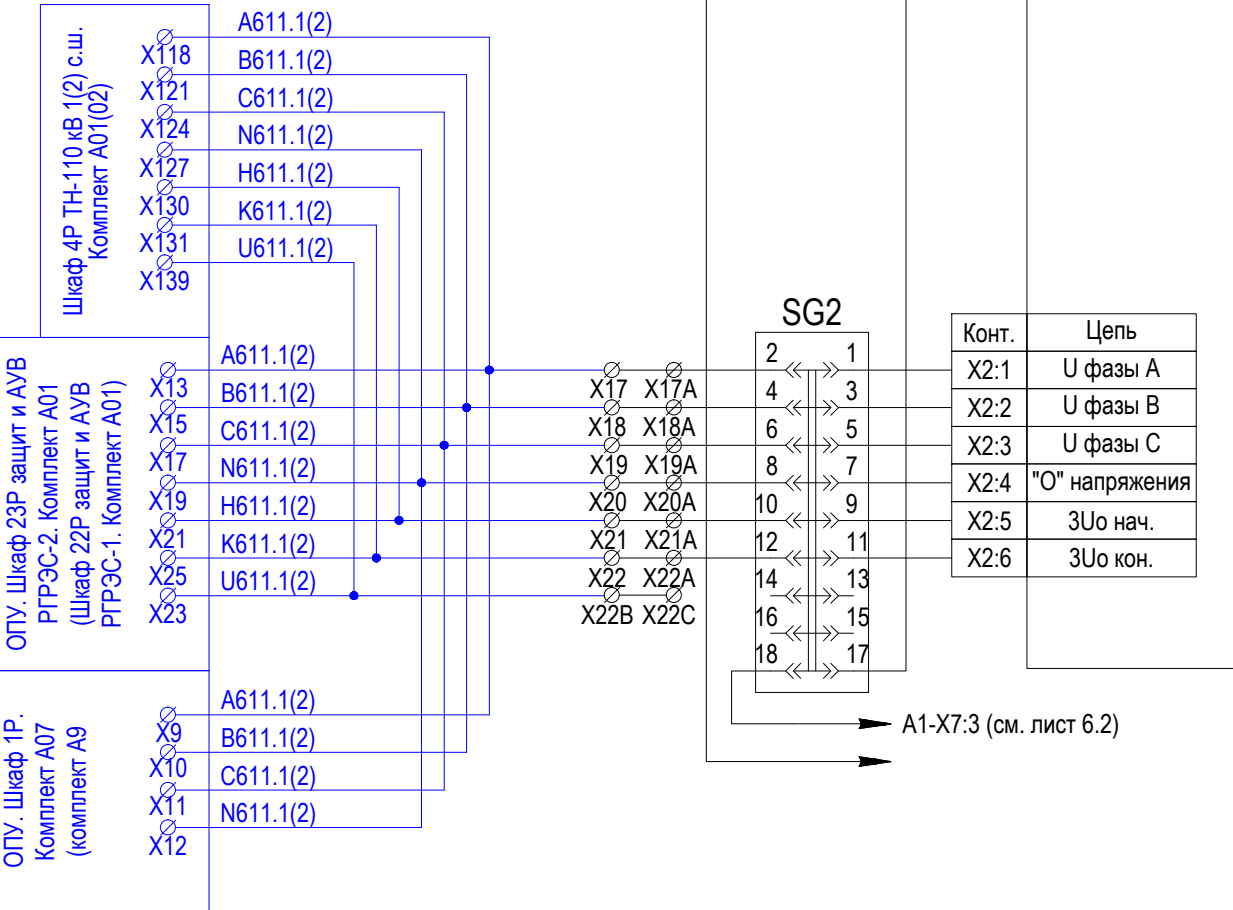 Шкаф 4Р ТН-110 кВ 1(2) с.ш.
Комплект А01(02)
X118
X121
X124
X127
X130
X131
X139
A611.1(2)
B611.1(2)
C611.1(2)
N611.1(2)
H611.1(2)
K611.1(2)
U611.1(2)
ОПУ. Шкаф 23Р защит и АУВ
РГРЭС-2. Комплект А01
(Шкаф 22Р защит и АУВ
РГРЭС-1. Комплект А01)
X13
X15
X17
X19
X21
X25
X23
A611.1(2)
B611.1(2)
C611.1(2)
N611.1(2)
H611.1(2)
K611.1(2)
U611.1(2)
X17 X17A
X18 X18A
X19 X19A
X20 X20A
X21 X21A
X22 X22A
X22B X22C
SG2
2 1
4 3
6 5
8 7
10 9
12 11
14 13
16 15
18 17
Конт. Цепь
X2:1 U фазы А
X2:2 U фазы В
X2:3 U фазы С
X2:4 "О" напряжения
X2:5 3Uo нач.
X2:6 3Uo кон.
A1-X7:3 (см. лист 6.2)
ОПУ. Шкаф 1Р.
Комплект А07
(комплект А9
X9
X10
X11
X12
A611.1(2)
B611.1(2)
C611.1(2)
N611.1(2)